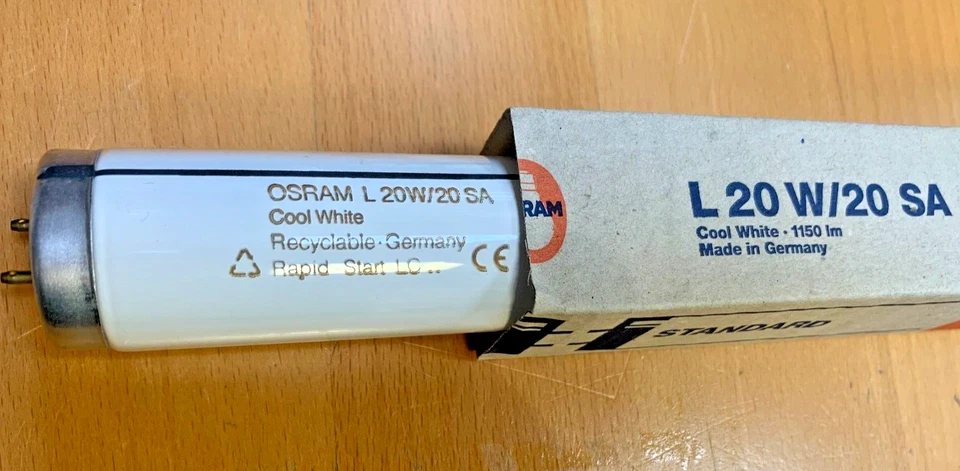 OSRAM L 20W/20 SA
Cool White
Recyclable · Germany
Rapid Start LC ..
CE
RAM
L 20 W/20 SA
Cool White · 1150 lm
Made in Germany
STANDARD